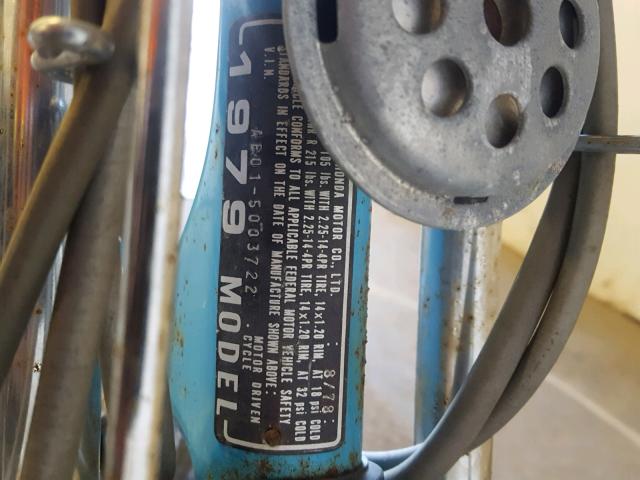 HONDA MOTOR CO., LTD. : 8/78 :
105 lbs. WITH 2.25-14-4PR TIRE, 14×1.20 RIM, AT 18 psi COLD
R 215 lbs. WITH 2.25-14-4PR TIRE, 14×1.20 RIM, AT 32 psi COLD
CONFORMS TO ALL APPLICABLE FEDERAL MOTOR VEHICLE SAFETY
STANDARDS IN EFFECT ON THE DATE OF MANUFACTURE SHOWN ABOVE:
V.I.N. AB01-5003722 . MOTOR DRIVEN CYCLE
1979 MODEL